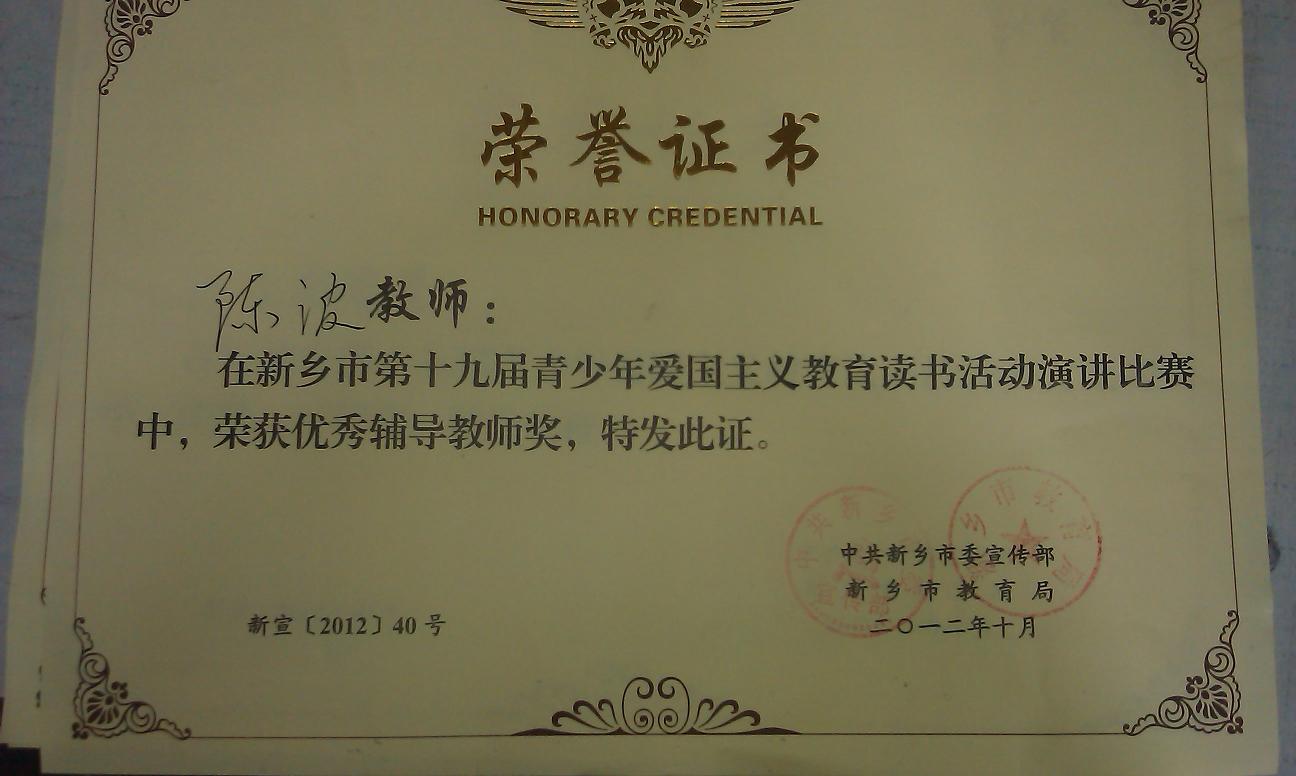 荣誉证书
HONORARY CREDENTIAL
陈波教师：
在新乡市第十九届青少年爱国主义教育读书活动演讲比赛
中，荣获优秀辅导教师奖，特发此证。
中共新乡市委宣传部
新乡市教育局
二〇一二年十月
新宣〔2012〕40号